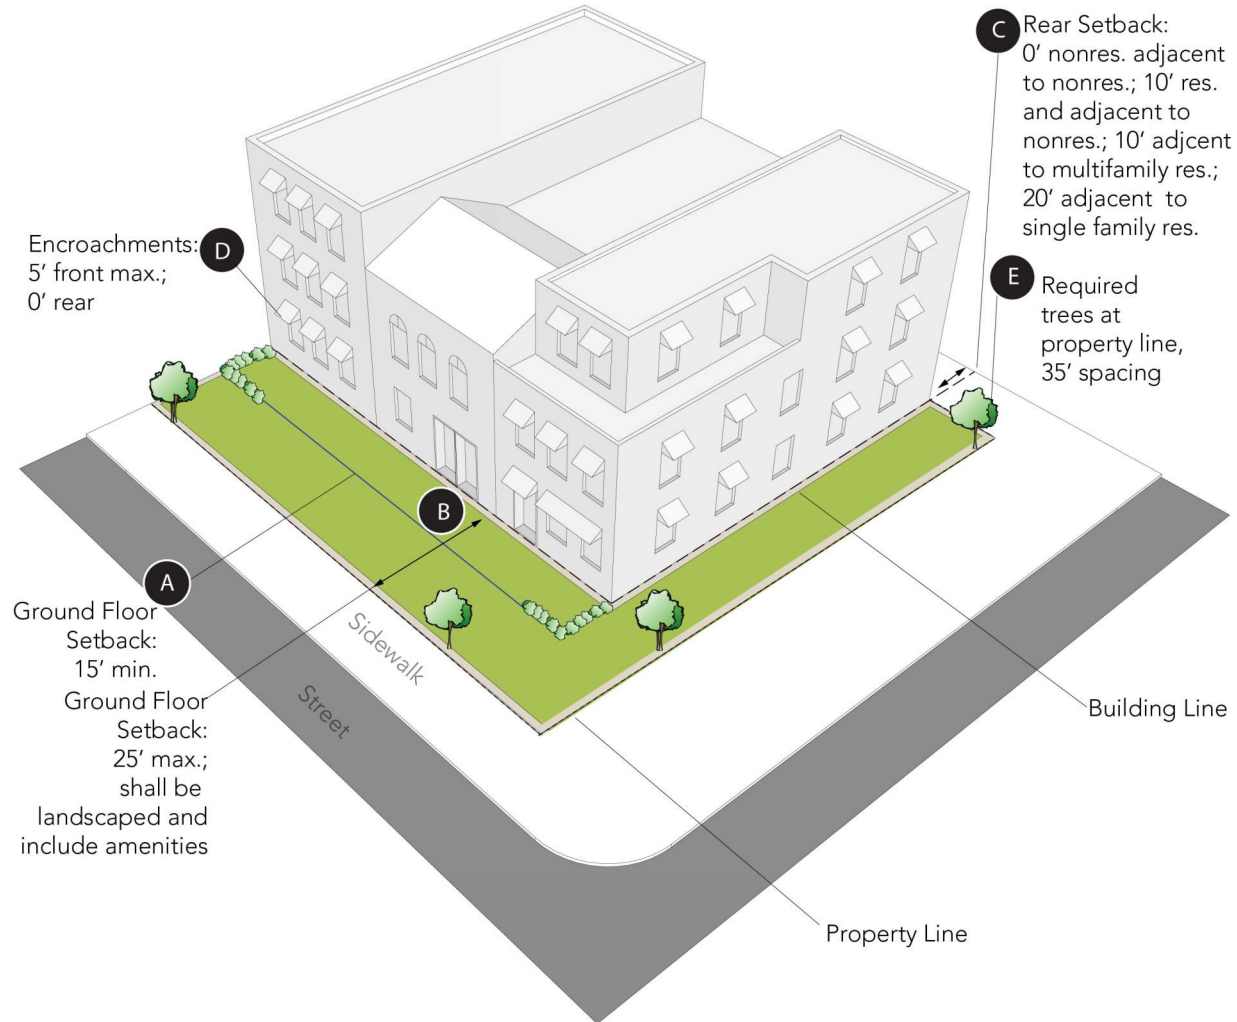 C
Rear Setback:
0’ nonres. adjacent
to nonres.; 10’ res.
and adjacent to
nonres.; 10’ adjcent
to multifamily res.;
20’ adjacent to
single family res.
D
Encroachments:
5’ front max.;
0’ rear
E
Required
trees at
property line,
35’ spacing
B
A
Ground Floor
Setback:
15’ min.
Ground Floor
Setback:
25’ max.;
shall be
landscaped and
include amenities
Sidewalk
Street
Building Line
Property Line